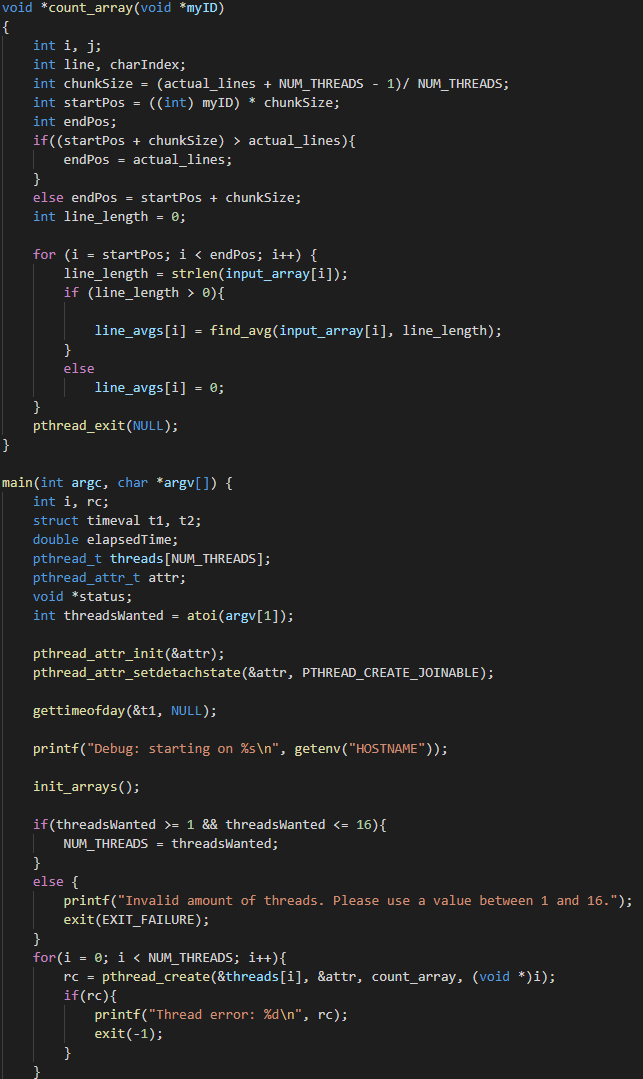 void *count_array(void *myID)
{
    int i, j;
    int line, charIndex;
    int chunkSize = (actual_lines + NUM_THREADS - 1)/ NUM_THREADS;
    int startPos = ((int) myID) * chunkSize;
    int endPos;
    if((startPos + chunkSize) > actual_lines){
        endPos = actual_lines;
    }
    else endPos = startPos + chunkSize;
    int line_length = 0;

    for (i = startPos; i < endPos; i++) {
        line_length = strlen(input_array[i]);
        if (line_length > 0){

            line_avgs[i] = find_avg(input_array[i], line_length);
        }
        else
            line_avgs[i] = 0;
    }
    pthread_exit(NULL);
}

main(int argc, char *argv[]) {
    int i, rc;
    struct timeval t1, t2;
    double elapsedTime;
    pthread_t threads[NUM_THREADS];
    pthread_attr_t attr;
    void *status;
    int threadsWanted = atoi(argv[1]);

    pthread_attr_init(&attr);
    pthread_attr_setdetachstate(&attr, PTHREAD_CREATE_JOINABLE);

    gettimeofday(&t1, NULL);

    printf("Debug: starting on %s\n", getenv("HOSTNAME"));

    init_arrays();

    if(threadsWanted >= 1 && threadsWanted <= 16){
        NUM_THREADS = threadsWanted;
    }
    else {
        printf("Invalid amount of threads. Please use a value between 1 and 16.");
        exit(EXIT_FAILURE);
    }
    for(i = 0; i < NUM_THREADS; i++){
        rc = pthread_create(&threads[i], &attr, count_array, (void *)i);
        if(rc){
            printf("Thread error: %d\n", rc);
            exit(-1);
        }
    }